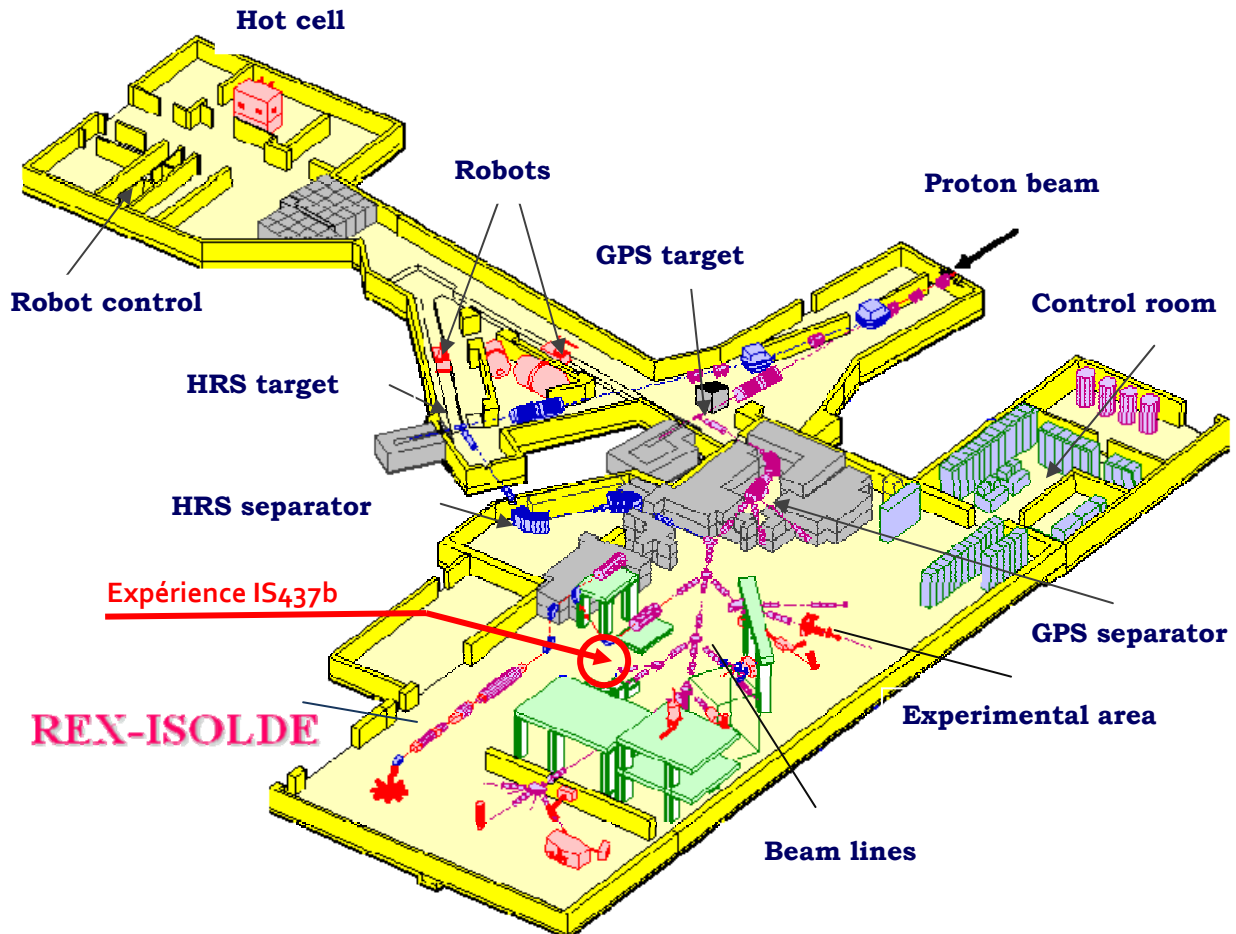 Hot cell
Robots
Proton beam
GPS target
Robot control
Control room
HRS target
HRS separator
Expérience IS437b
GPS separator
REX-ISOLDE
Experimental area
Beam lines